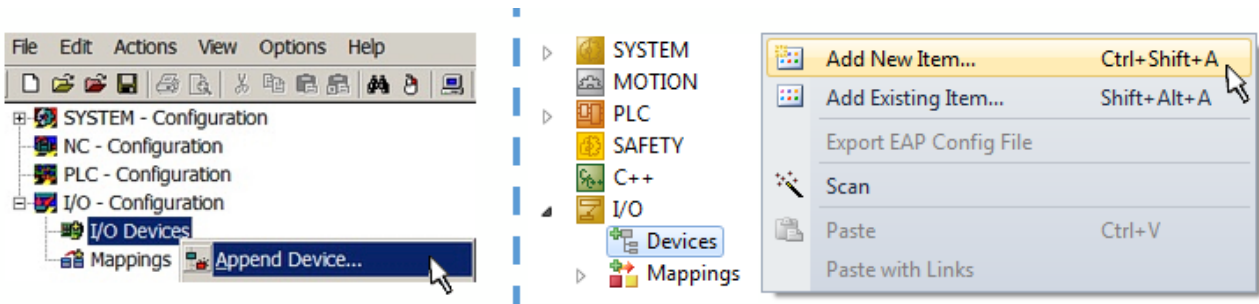 File Edit Actions View Options Help
SYSTEM - Configuration
NC - Configuration
PLC - Configuration
I/O - Configuration
I/O Devices
Mappings
Append Device...
SYSTEM
MOTION
PLC
SAFETY
C++
I/O
Devices
Mappings
Add New Item... Ctrl+Shift+A
Add Existing Item... Shift+Alt+A
Export EAP Config File
Scan
Paste Ctrl+V
Paste with Links